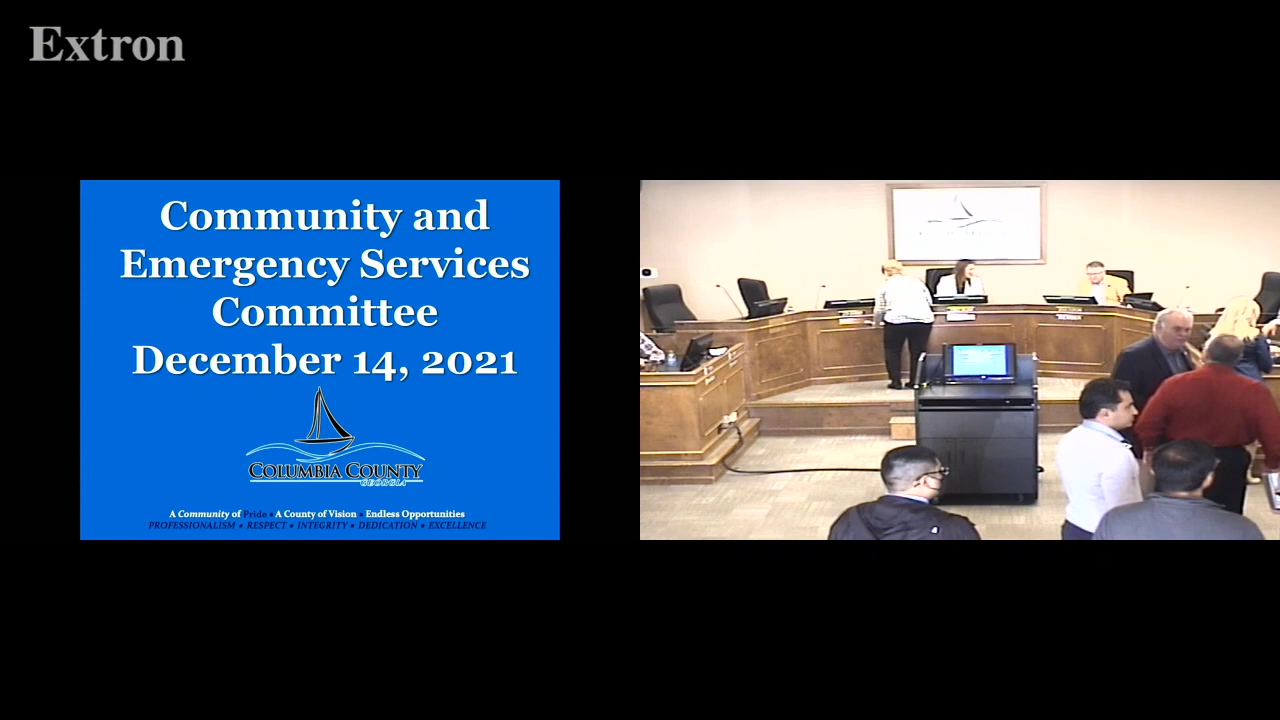 Extron
Community and
Emergency Services
Committee
December 14, 2021
COLUMBIA COUNTY
GEORGIA
A Community of Pride • A County of Vision • Endless Opportunities
PROFESSIONALISM • RESPECT • INTEGRITY • DEDICATION • EXCELLENCE